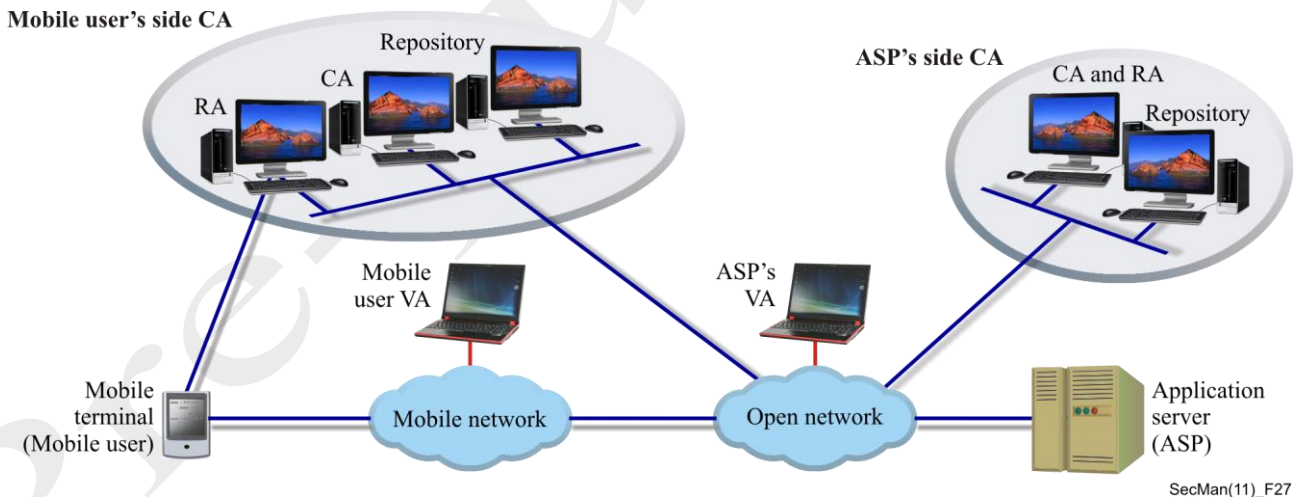 Mobile user’s side CA
Repository
CA
RA
ASP’s side CA
CA and RA
Repository
Mobile
user VA
ASP’s
VA
Mobile
terminal
(Mobile user)
Mobile network
Open network
Application
server
(ASP)
SecMan(11)_F27